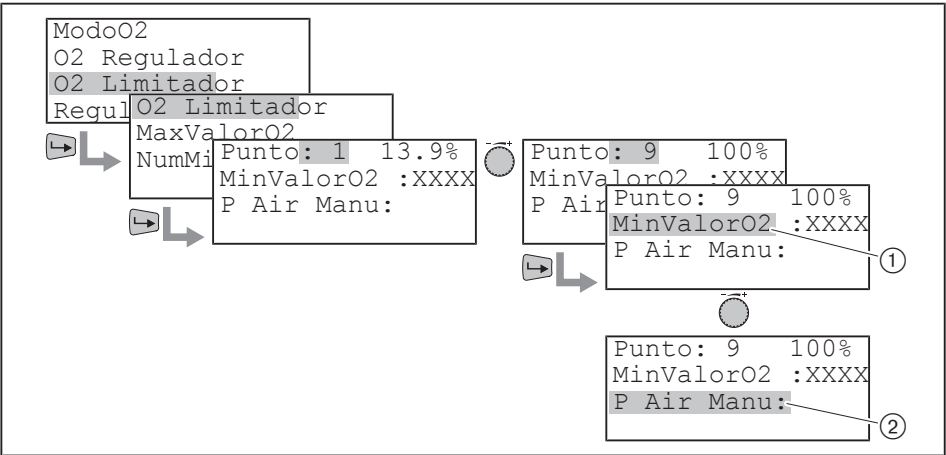 ModoO2
O2 Regulador
O2 Limitador
Regul
O2 Limitador
MaxValorO2
NumMi
Punto: 1 13.9%
MinValorO2 :XXXX
P Air Manu:
- +
Punto: 9 100%
MinValorO2 :XXXX
P Air
Punto: 9 100%
MinValorO2 :XXXX
P Air Manu:
1
- +
Punto: 9 100%
MinValorO2 :XXXX
P Air Manu:
2